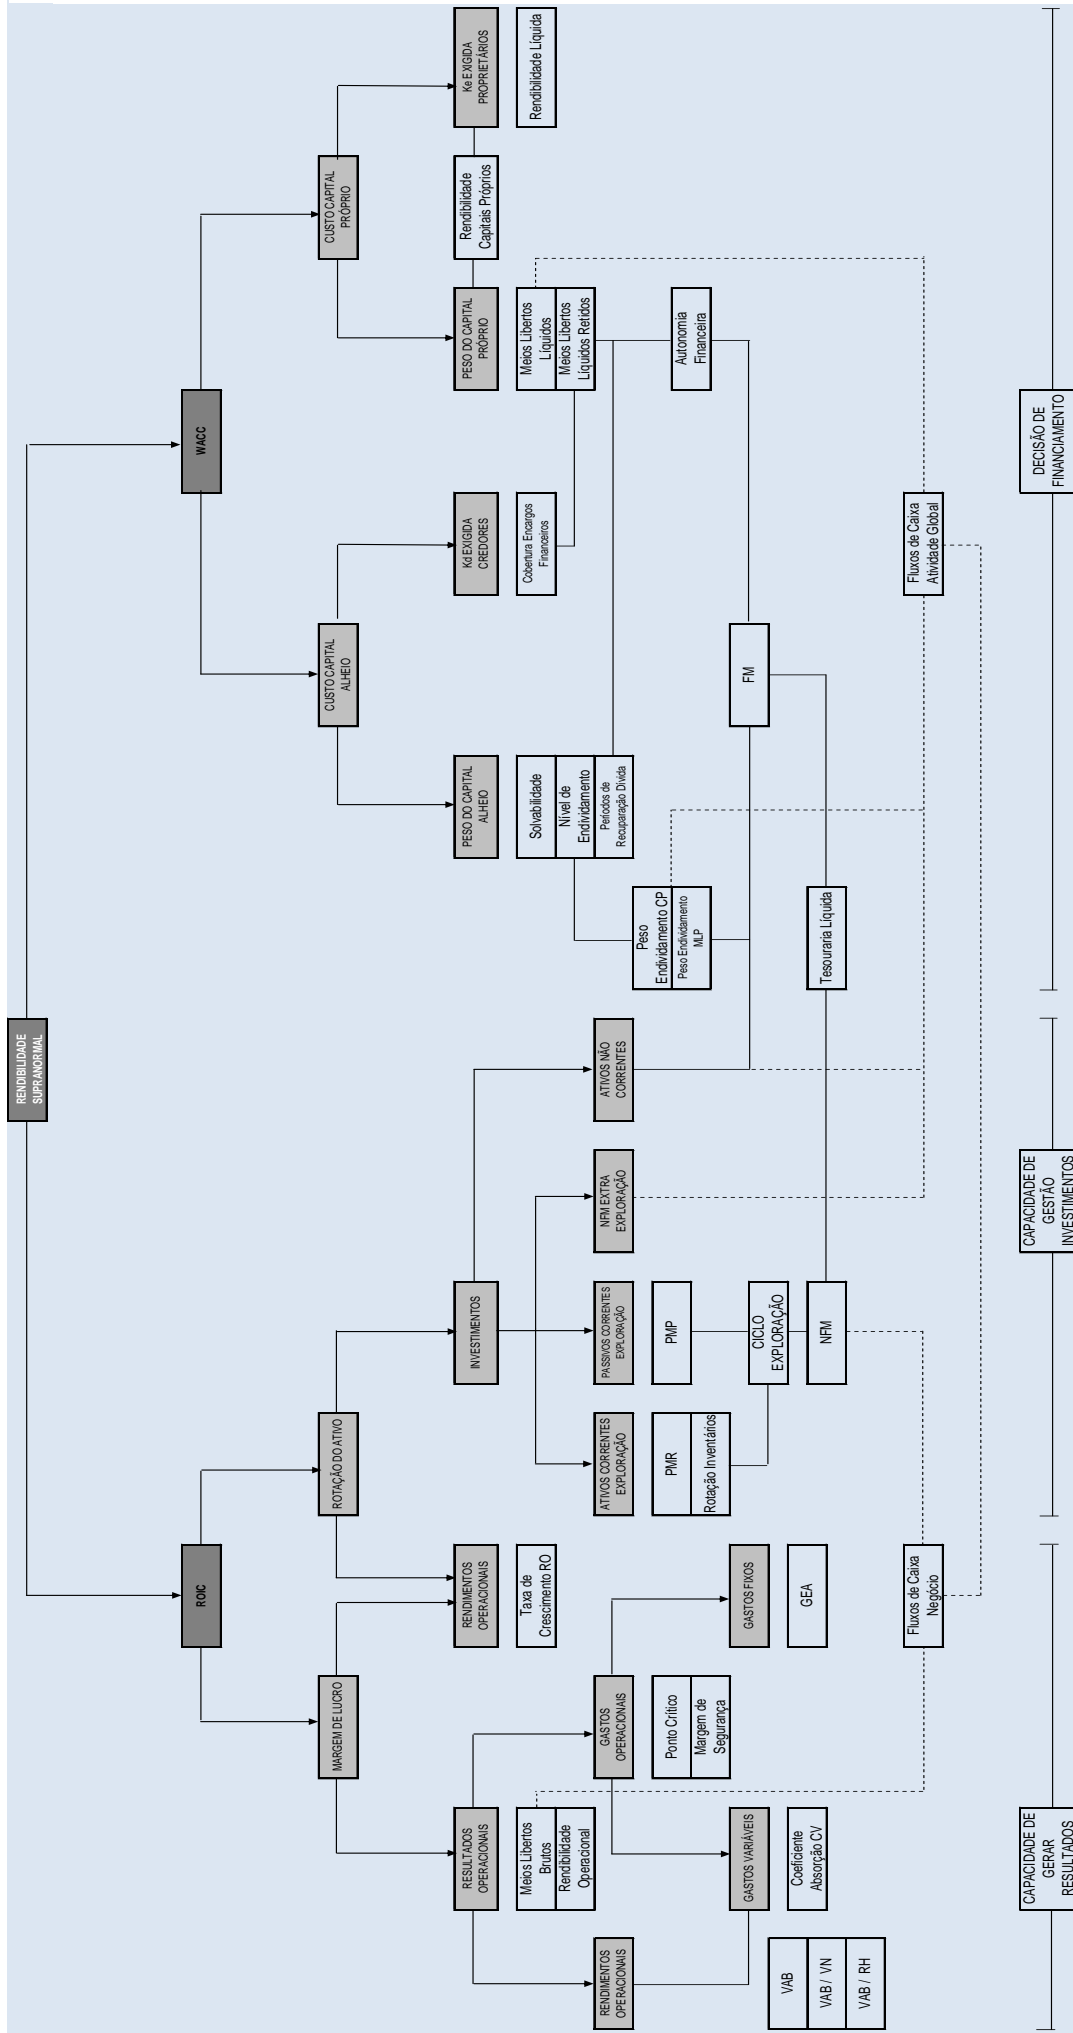 RENDIBILIDADE
SUPRANORMAL
ROIC
WACC
MARGEM DE LUCRO
ROTAÇÃO DO ATIVO
CUSTO CAPITAL
ALHEIO
CUSTO CAPITAL
PRÓPRIO
RESULTADOS
OPERACIONAIS
RENDIMENTOS
OPERACIONAIS
INVESTIMENTOS
PESO DO CAPITAL
ALHEIO
Kd EXIGIDA
CREDORES
PESO DO CAPITAL
PRÓPRIO
Rendibilidade
Capitais Próprios
Ke EXIGIDA
PROPRIETÁRIOS
Meios Libertos
Brutos
Rendibilidade
Operacional
Taxa de
Crescimento RO
Solvabilidade
Nível de
Endividamento
Períodos de
Recuparação Divida
Cobertura Encargos
Financeiros
Meios Libertos
Líquidos
Meios Libertos
Líquidos Retidos
Rendibilidade Líquida
RENDIMENTOS
OPERACIONAIS
GASTOS
OPERACIONAIS
ATIVOS CORRENTES
EXPLORAÇÃO
PASSIVOS CORRENTES
EXPLORAÇÃO
NFM EXTRA
EXPLORAÇÃO
ATIVOS NÃO
CORRENTES
Peso
Endividamento CP
Peso Endividamento
MLP
Ponto Crítico
Margem de
Segurança
PMR
Rotação Inventários
PMP
Autonomia
Financeira
GASTOS VARIÁVEIS
GASTOS FIXOS
CICLO
EXPLORAÇÃO
FM
VAB
VAB / VN
VAB / RH
Coeficiente
Absorção CV
GEA
NFM
Tesouraria Líquida
Fluxos de Caixa
Negócio
Fluxos de Caixa
Atividade Global
CAPACIDADE DE
GERAR
RESULTADOS
CAPACIDADE DE
GESTÃO
INVESTIMENTOS
DECISÃO DE
FINANCIAMENTO